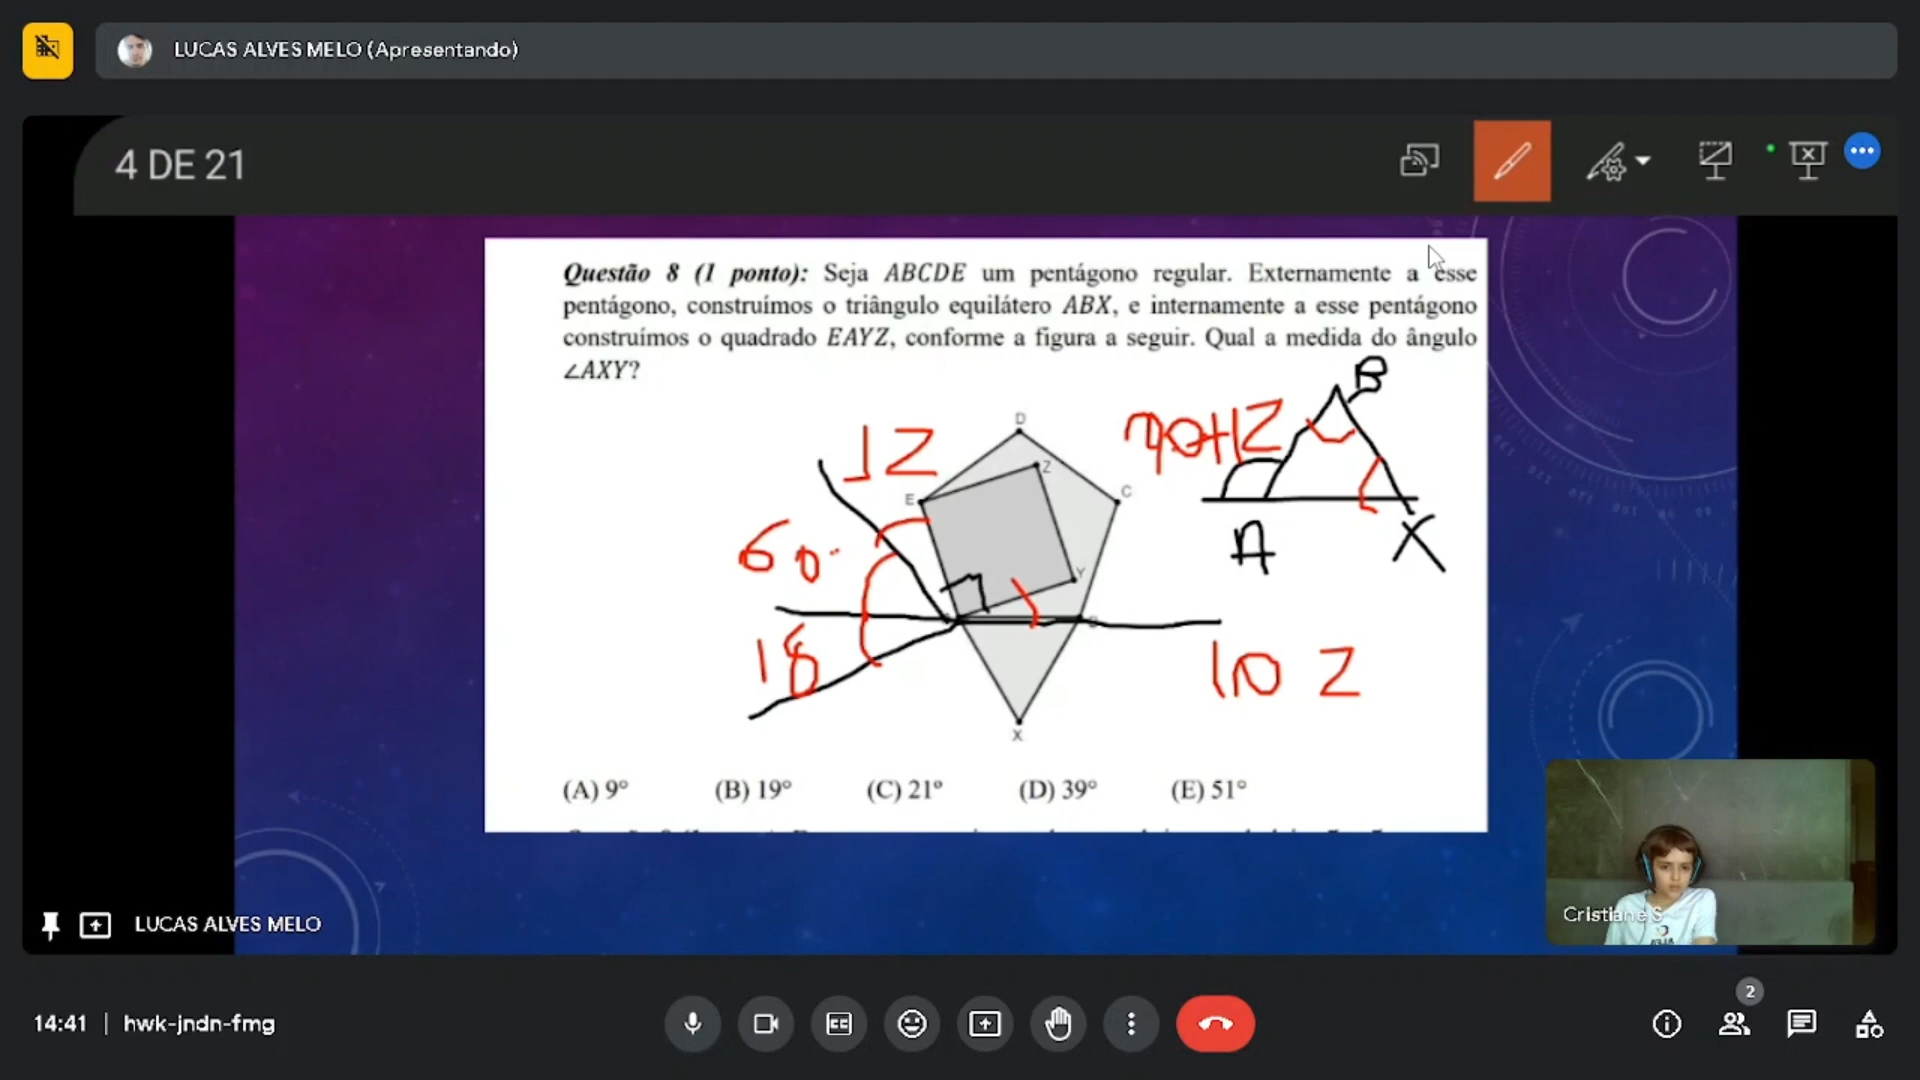 LUCAS ALVES MELO (Apresentando)
4 DE 21
Questão 8 (1 ponto): Seja ABCDE um pentágono regular. Externamente a esse
pentágono, construímos o triângulo equilátero ABX, e internamente a esse pentágono
construímos o quadrado EAYZ, conforme a figura a seguir. Qual a medida do ângulo
∠AXY?
B
90+12
12
D
Z
E
C
60
A
X
Y
18
102
X
(A) 9°
(B) 19°
(C) 21°
(D) 39°
(E) 51°
LUCAS ALVES MELO
Cristiane S
14:41 | hwk-jndn-fmg
2